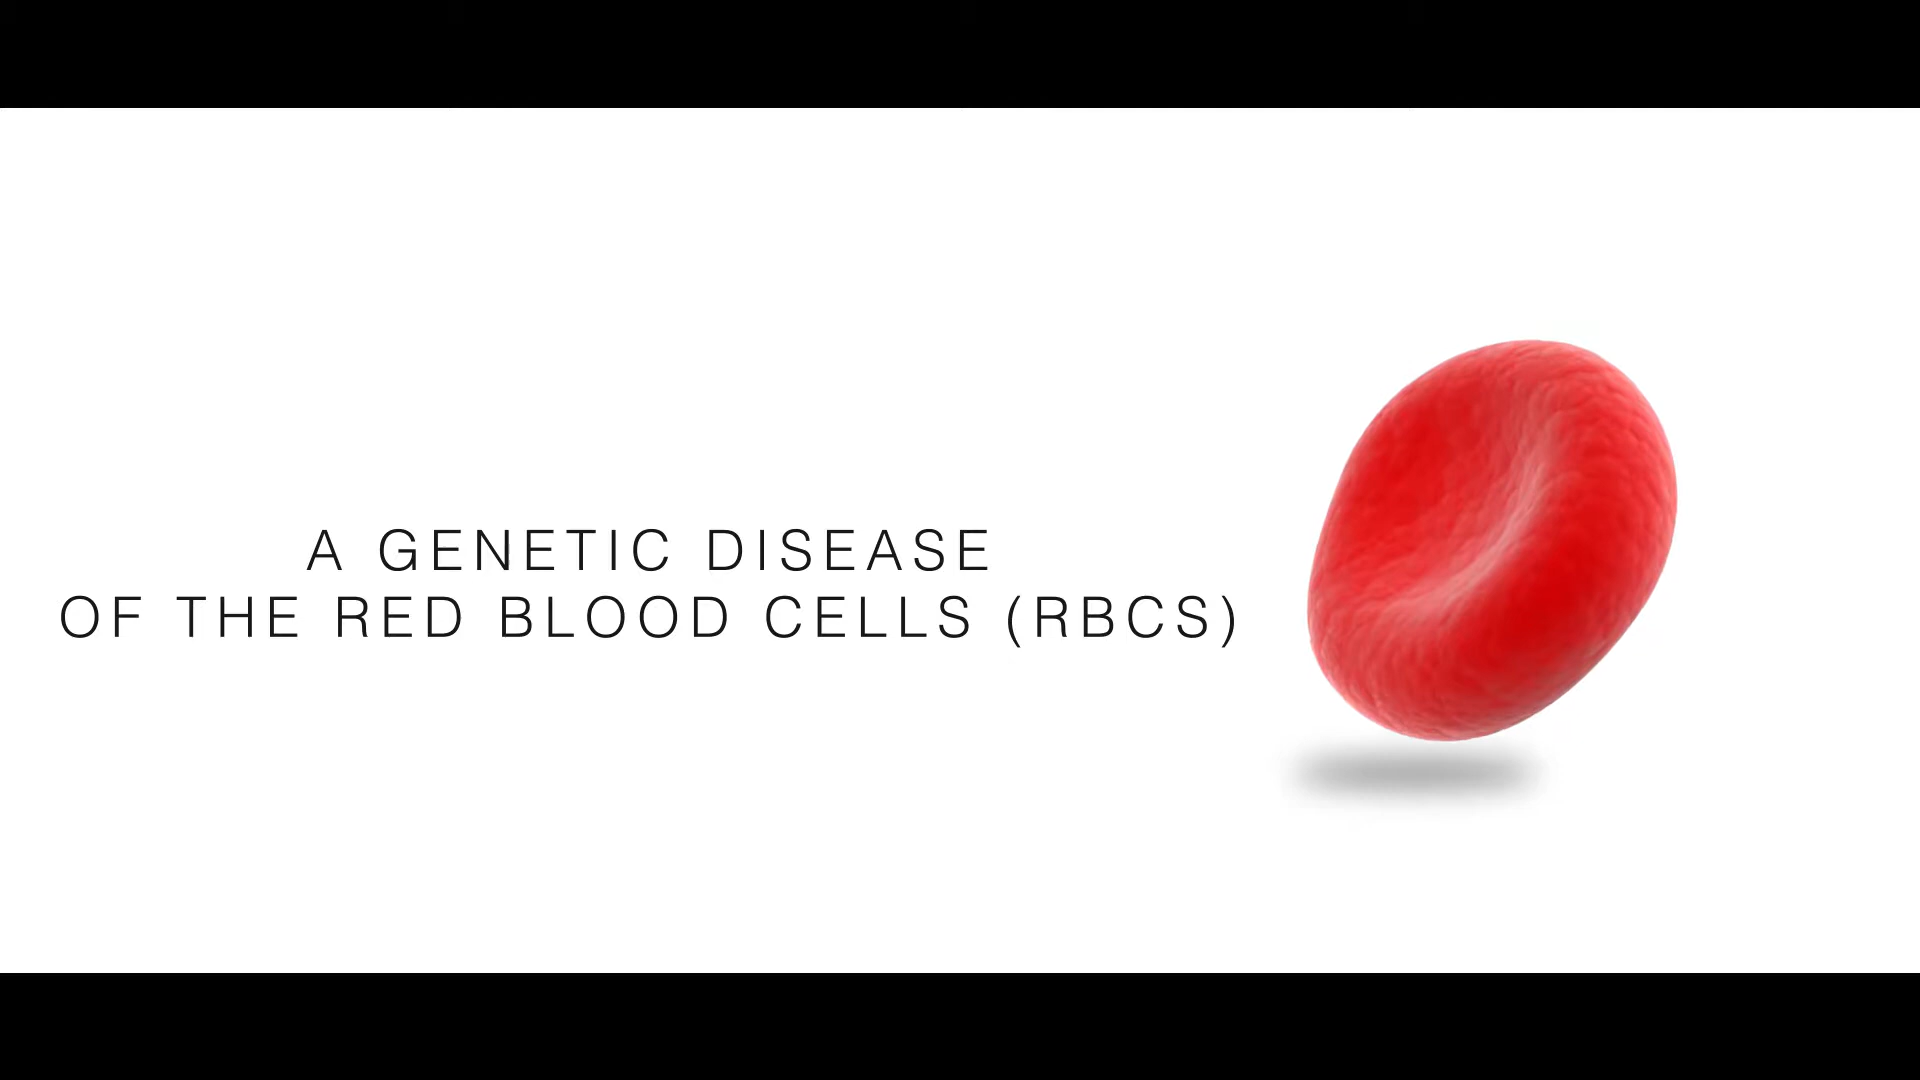 A GENETIC DISEASE
OF THE RED BLOOD CELLS (RBCS)